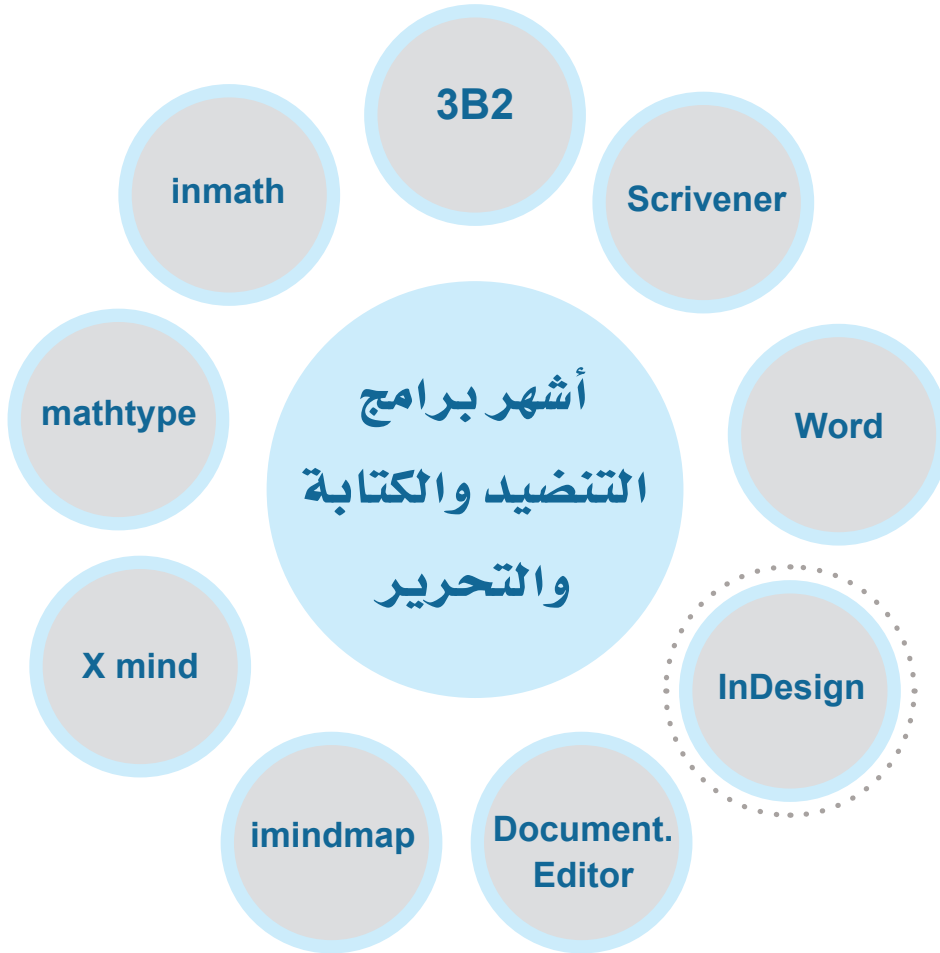 3B2
inmath
Scrivener
أشهر برامج
التنضيد والكتابة
والتحرير
mathtype
Word
X mind
InDesign
imindmap
Document.
Editor